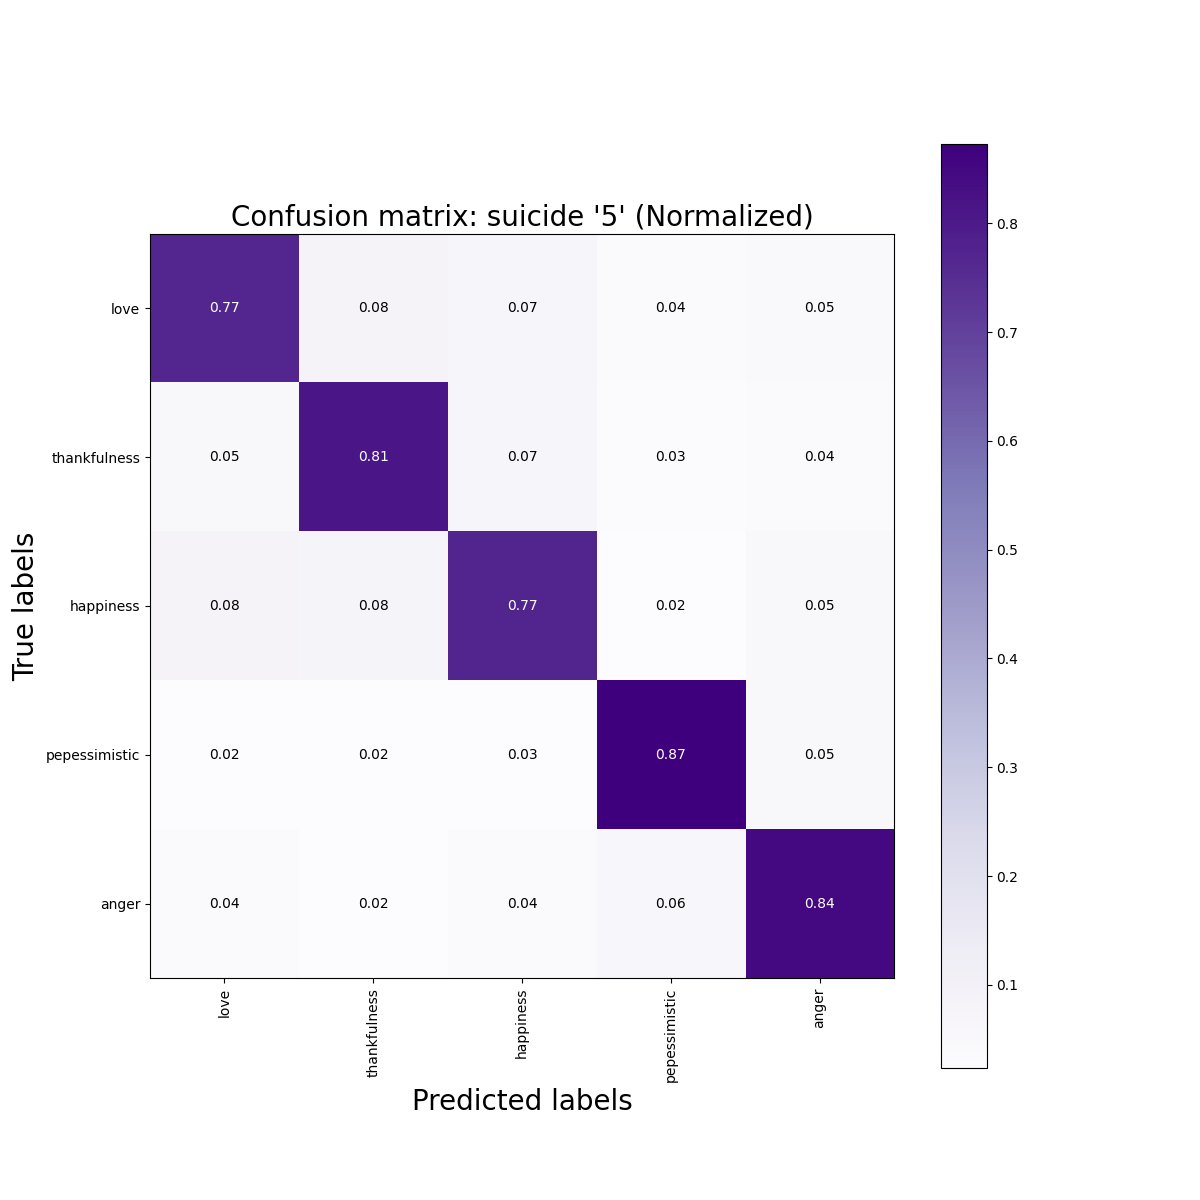 Confusion matrix: suicide '5' (Normalized)
True labels
love 0.77 0.08 0.07 0.04 0.05
thankfulness 0.05 0.81 0.07 0.03 0.04
happiness 0.08 0.08 0.77 0.02 0.05
pepessimistic 0.02 0.02 0.03 0.87 0.05
anger 0.04 0.02 0.04 0.06 0.84
love thankfulness happiness pepessimistic anger
Predicted labels
0.8
0.7
0.6
0.5
0.4
0.3
0.2
0.1